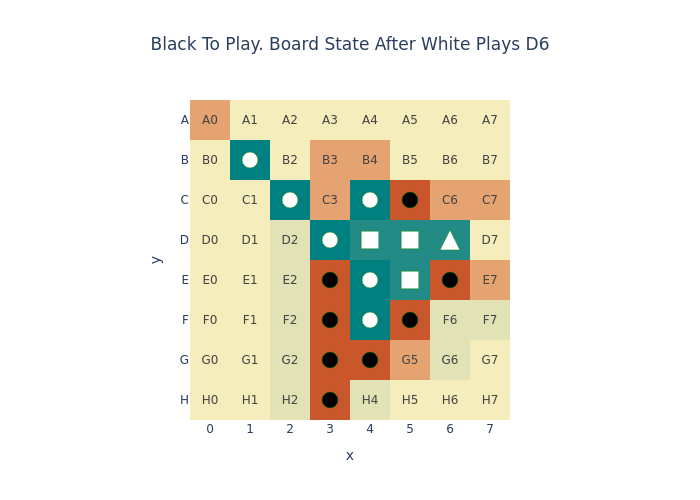 Black To Play. Board State After White Plays D6
A A0 A1 A2 A3 A4 A5 A6 A7
B B0 B2 B3 B4 B5 B6 B7
C C0 C1 C3 C6 C7
D D0 D1 D2 D7
E E0 E1 E2 E7
F F0 F1 F2 F6 F7
G G0 G1 G2 G5 G6 G7
H H0 H1 H2 H4 H5 H6 H7
0 1 2 3 4 5 6 7
x
y